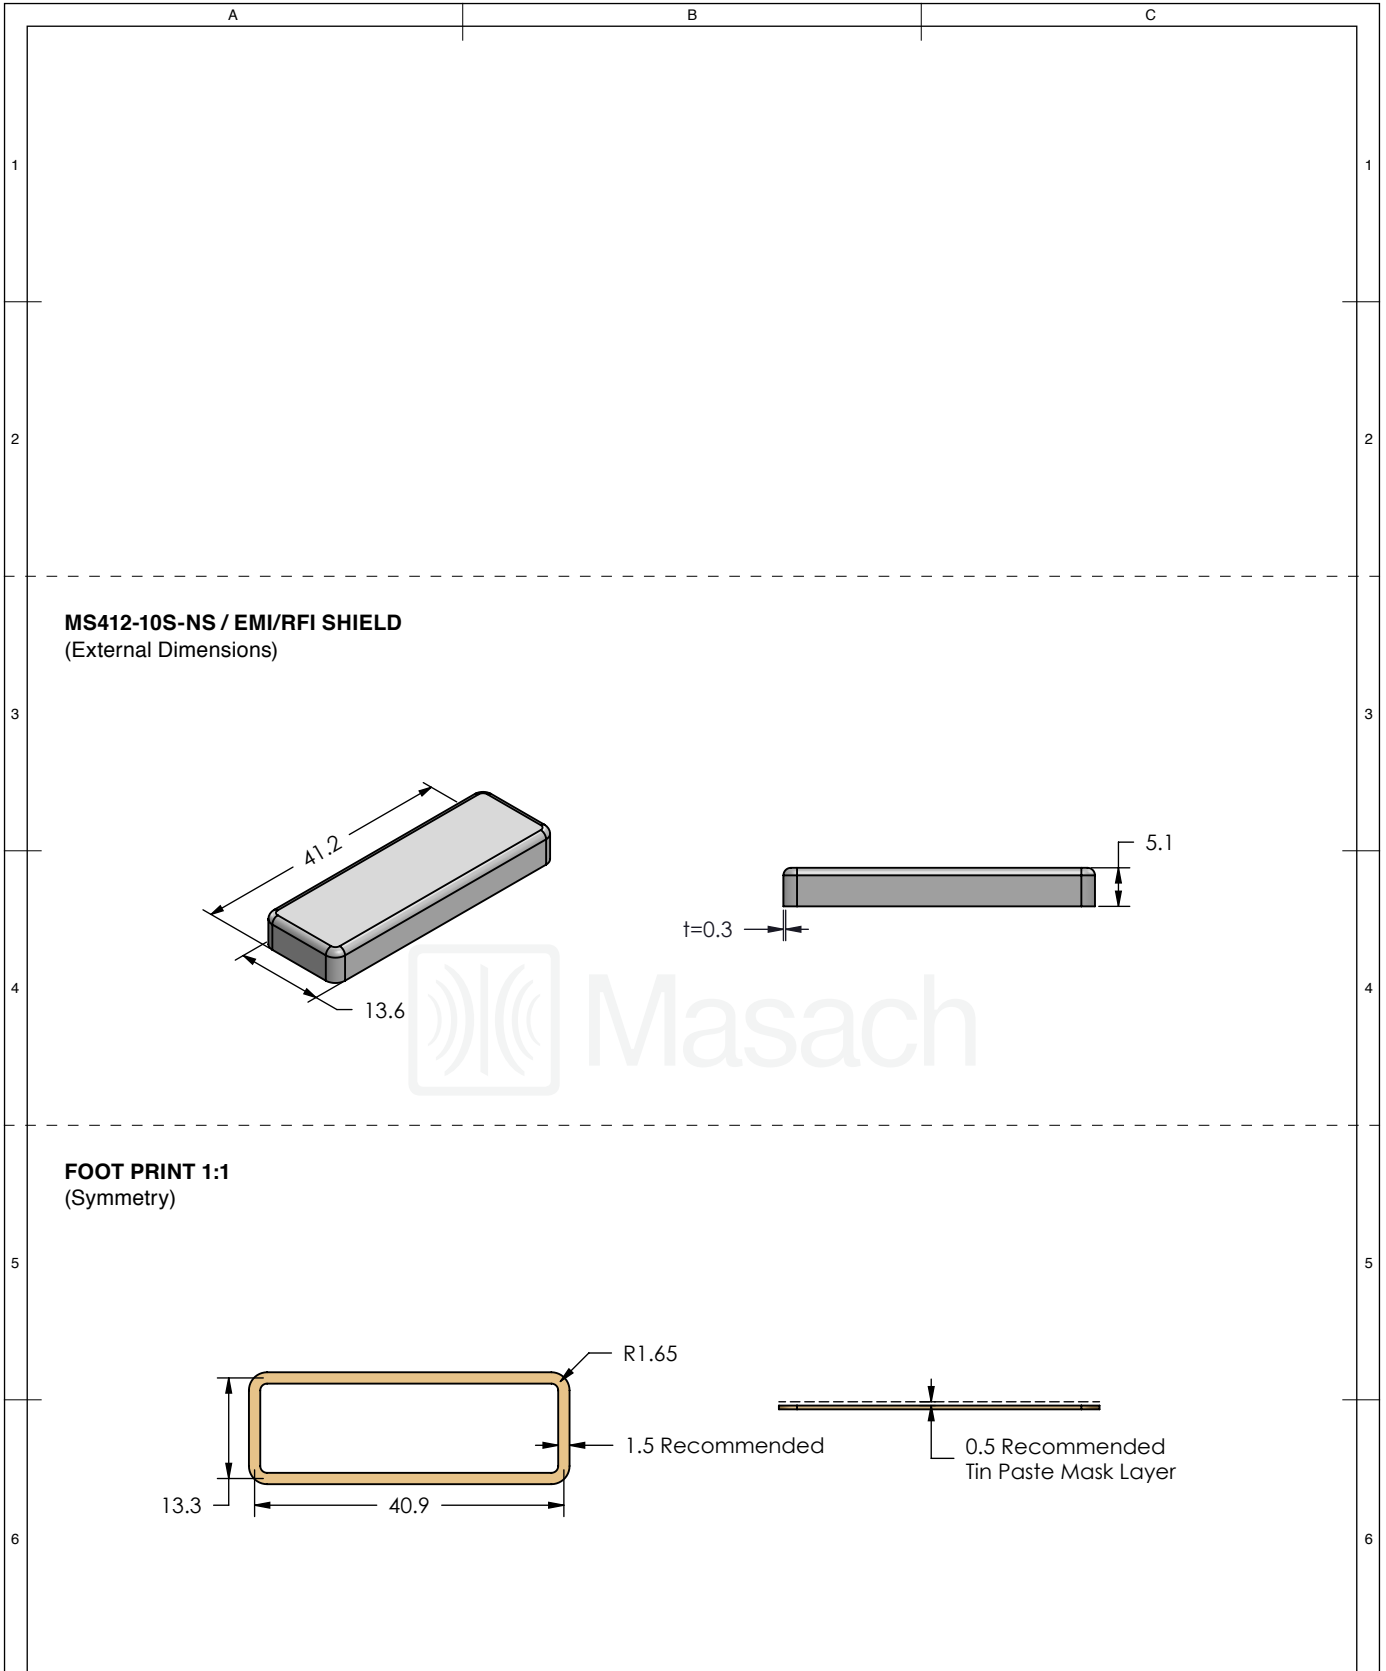 A B C
1 1
2 2
MS412-10S-NS / EMI/RFI SHIELD
(External Dimensions)
3 3
41.2
5.1
t=0.3
4 4
13.6
Masach
FOOT PRINT 1:1
(Symmetry)
5 5
R1.65
1.5 Recommended
0.5 Recommended
Tin Paste Mask Layer
13.3
40.9
6 6